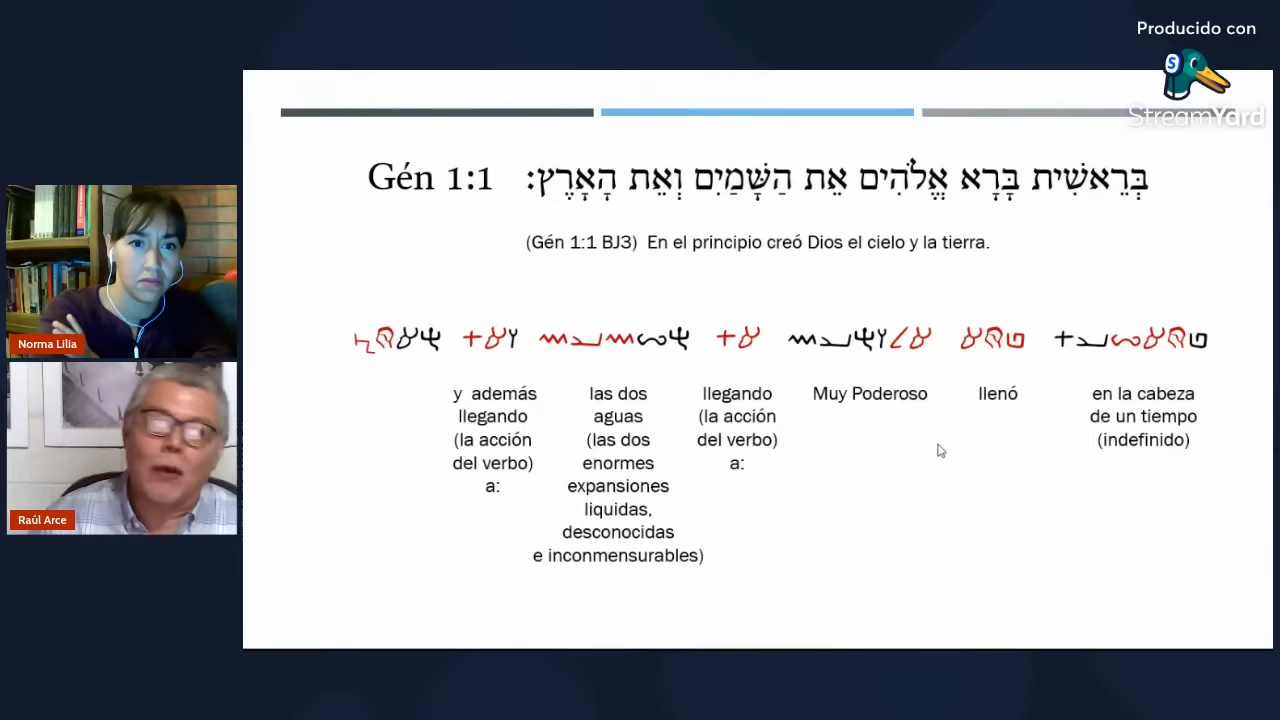 Producido con
StreamYard
Gén 1:1 בְּרֵאשִׁית בָּרָא אֱלֹהִים אֵת הַשָּׁמַיִם וְאֵת הָאָרֶץ׃
(Gén 1:1 BJ3) En el principio creó Dios el cielo y la tierra.
en la cabeza
de un tiempo
(indefinido)
llenó
Muy Poderoso
llegando
(la acción
del verbo)
a:
las dos
aguas
(las dos
enormes
expansiones
liquidas,
desconocidas
e inconmensurables)
y además
llegando
(la acción
del verbo)
a:
Norma Lilia
Raúl Arce